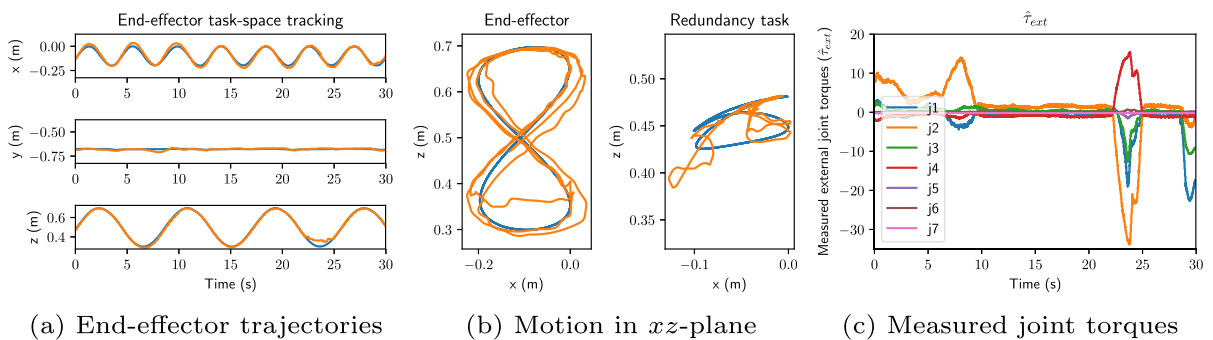 End-effector task-space tracking
x (m)
0.00
−0.25
0 5 10 15 20 25 30
y (m)
−0.50
−0.75
0 5 10 15 20 25 30
z (m)
0.4
0 5 10 15 20 25 30
Time (s)
(a) End-effector trajectories
End-effector
z (m)
0.7
0.6
0.5
0.4
0.3
−0.2 0.0
x (m)
Redundancy task
z (m)
0.50
0.45
0.40
0.35
−0.1 0.0
x (m)
(b) Motion in xz-plane
τ̂ext
Measured external joint torques (τ̂ext)
20
10
0
−10
−20
−30
j1
j2
j3
j4
j5
j6
j7
0 5 10 15 20 25 30
Time (s)
(c) Measured joint torques